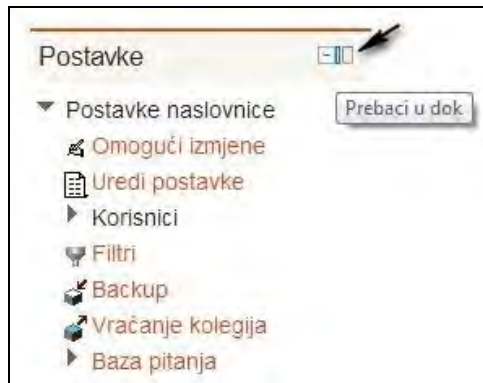 Postavke
Postavke naslovnice
Prebaci u dok
Omogući izmjene
Uredi postavke
Korisnici
Filtri
Backup
Vraćanje kolegija
Baza pitanja